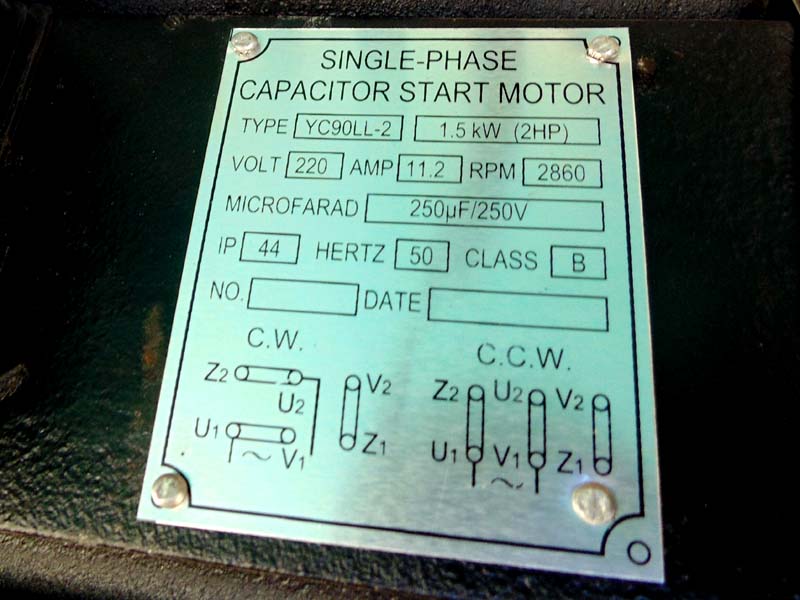 SINGLE-PHASE
CAPACITOR START MOTOR
TYPE YC90LL-2 1.5 kW (2HP)
VOLT 220 AMP 11.2 RPM 2860
MICROFARAD 250µF/250V
IP 44 HERTZ 50 CLASS B
NO. DATE
C.W. C.C.W.
Z2 U2 V2 Z2 U2 V2
U1 ~ V1 Z1 U1 V1 Z1
~